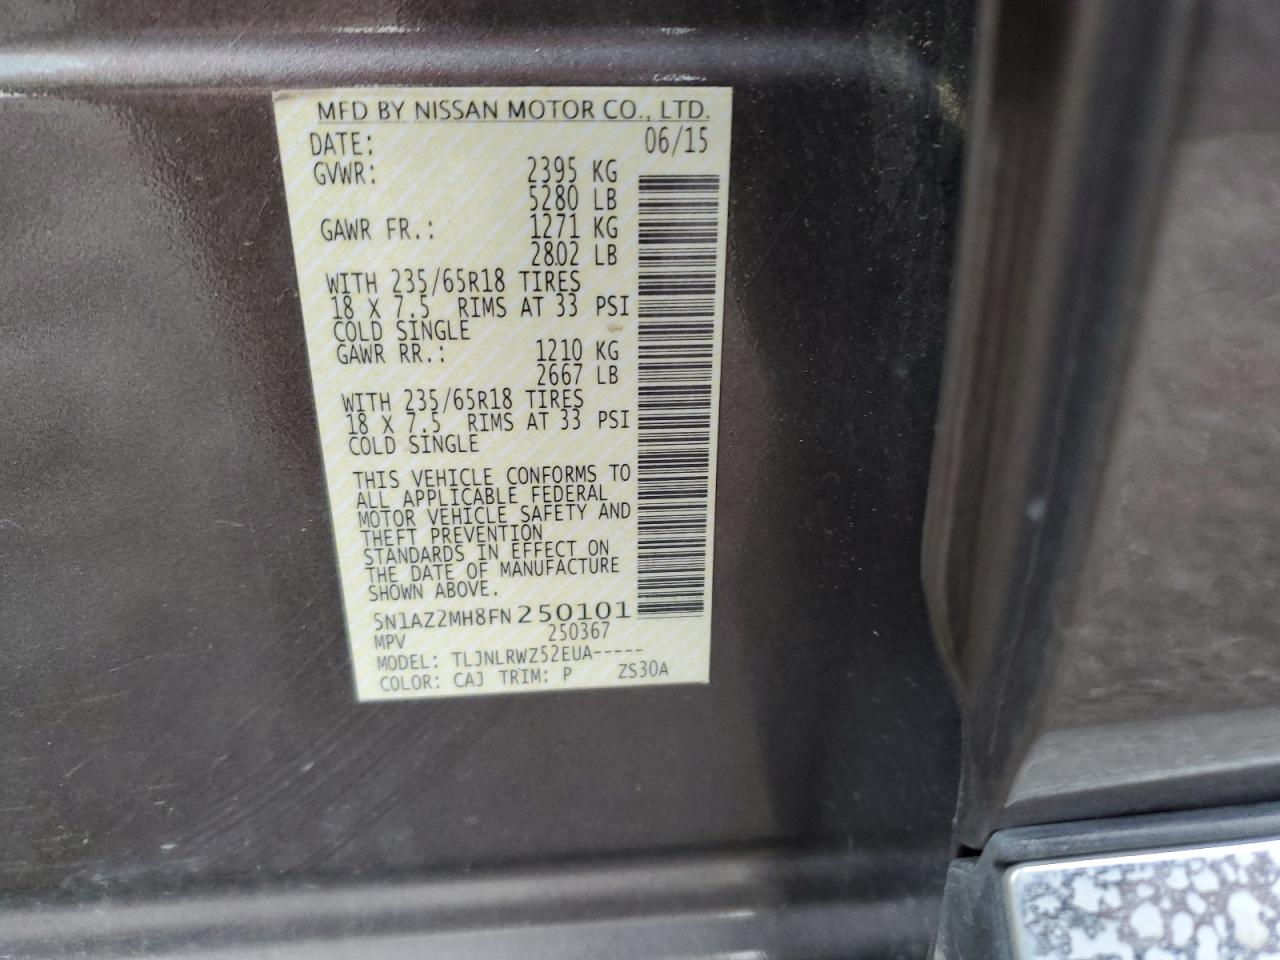 MFD BY NISSAN MOTOR CO., LTD.
DATE: 06/15
GVWR: 2395 KG
5280 LB
GAWR FR.: 1271 KG
2802 LB
WITH 235/65R18 TIRES
18 X 7.5 RIMS AT 33 PSI
COLD SINGLE
GAWR RR.: 1210 KG
2667 LB
WITH 235/65R18 TIRES
18 X 7.5 RIMS AT 33 PSI
COLD SINGLE
THIS VEHICLE CONFORMS TO
ALL APPLICABLE FEDERAL
MOTOR VEHICLE SAFETY AND
THEFT PREVENTION
STANDARDS IN EFFECT ON
THE DATE OF MANUFACTURE
SHOWN ABOVE.
5N1AZ2MH8FN250101
MPV 250367
MODEL: TLJNLRWZ52EUA-----
COLOR: CAJ TRIM: P ZS30A